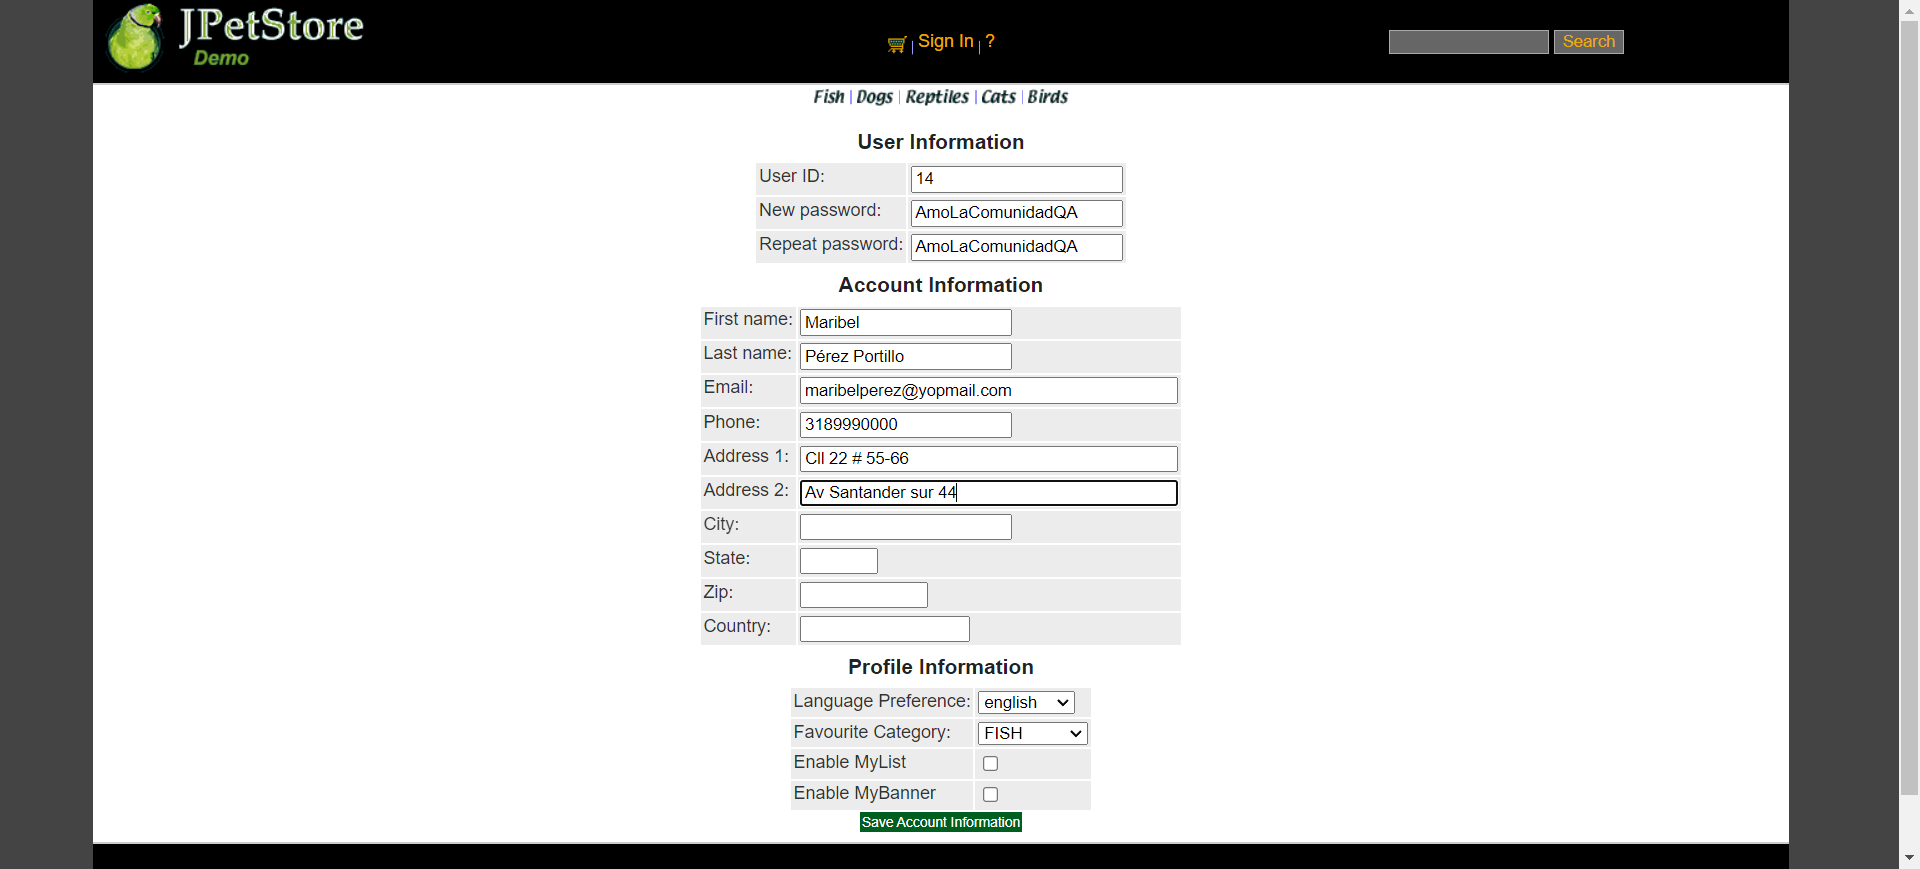 JPetStore
Demo
Sign In | ?
Search
Fish | Dogs | Reptiles | Cats | Birds
User Information
User ID: 14
New password: AmoLaComunidadQA
Repeat password: AmoLaComunidadQA
Account Information
First name: Maribel
Last name: Pérez Portillo
Email: maribelperez@yopmail.com
Phone: 3189990000
Address 1: Cll 22 # 55-66
Address 2: Av Santander sur 44
City:
State:
Zip:
Country:
Profile Information
Language Preference: english
Favourite Category: FISH
Enable MyList
Enable MyBanner
Save Account Information